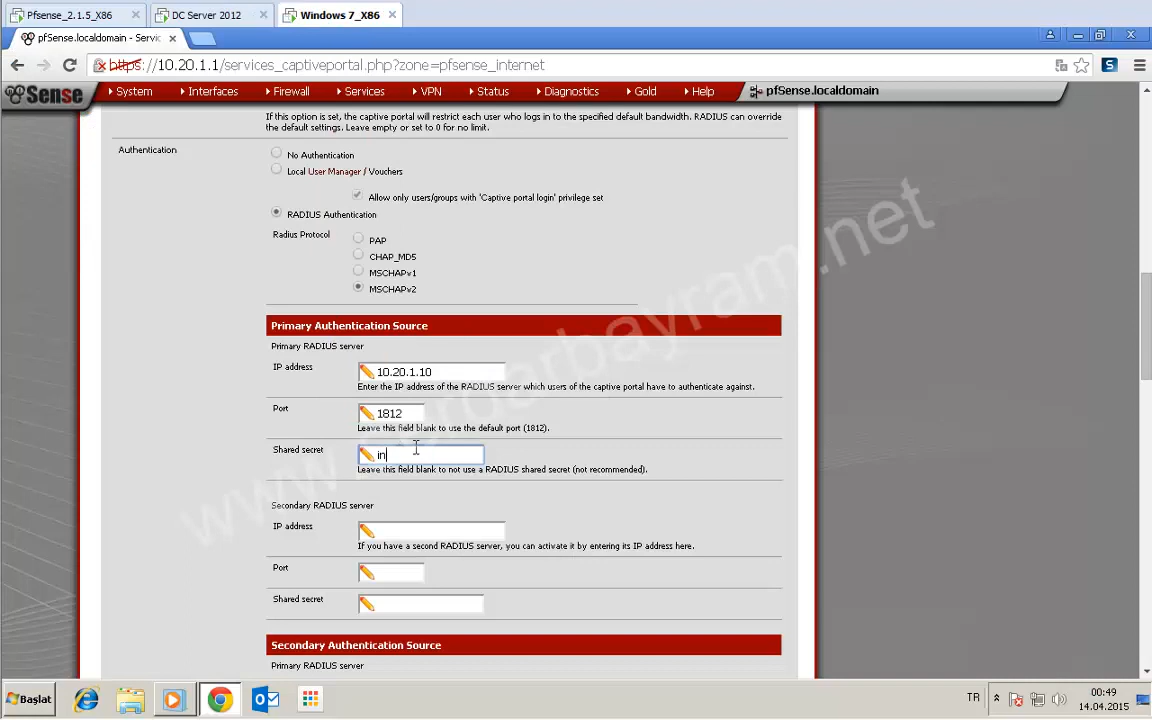 Pfsense_2.1.5_X86
DC Server 2012
Windows 7_X86
pfSense.localdomain - Servic
https://10.20.1.1/services_captiveportal.php?zone=pfsense_internet
Sense
System
Interfaces
Firewall
Services
VPN
Status
Diagnostics
Gold
Help
pfSense.localdomain
If this option is set, the captive portal will restrict each user who logs in to the specified default bandwidth. RADIUS can override
the default settings. Leave empty or set to 0 for no limit.
Authentication
No Authentication
Local User Manager / Vouchers
Allow only users/groups with 'Captive portal login' privilege set
RADIUS Authentication
Radius Protocol
PAP
CHAP_MD5
MSCHAPv1
MSCHAPv2
Primary Authentication Source
Primary RADIUS server
IP address
10.20.1.10
Enter the IP address of the RADIUS server which users of the captive portal have to authenticate against.
Port
1812
Leave this field blank to use the default port (1812).
Shared secret
in
Leave this field blank to not use a RADIUS shared secret (not recommended).
Secondary RADIUS server
IP address
If you have a second RADIUS server, you can activate it by entering its IP address here.
Port
Shared secret
Secondary Authentication Source
Primary RADIUS server
Başlat
TR
00:49
14.04.2015